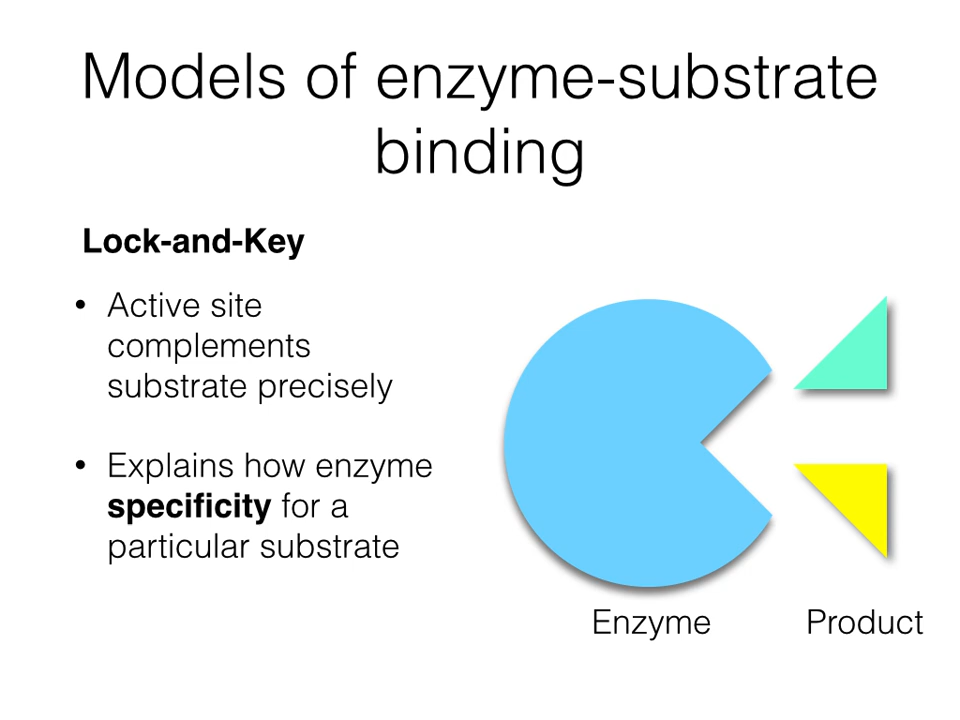 Models of enzyme-substrate
binding
Lock-and-Key
• Active site
complements
substrate precisely
• Explains how enzyme
specificity for a
particular substrate
Enzyme
Product